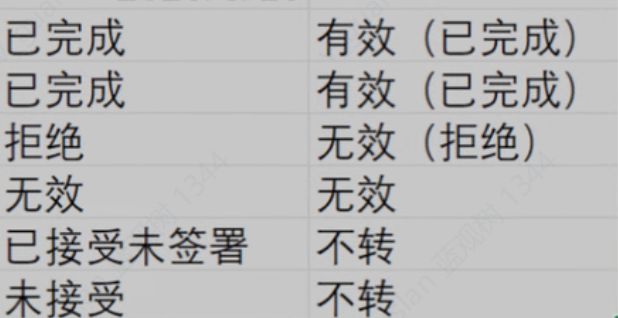 已完成 有效（已完成）
已完成 有效（已完成）
拒绝 无效（拒绝）
无效 无效
已接受未签署 不转
未接受 不转